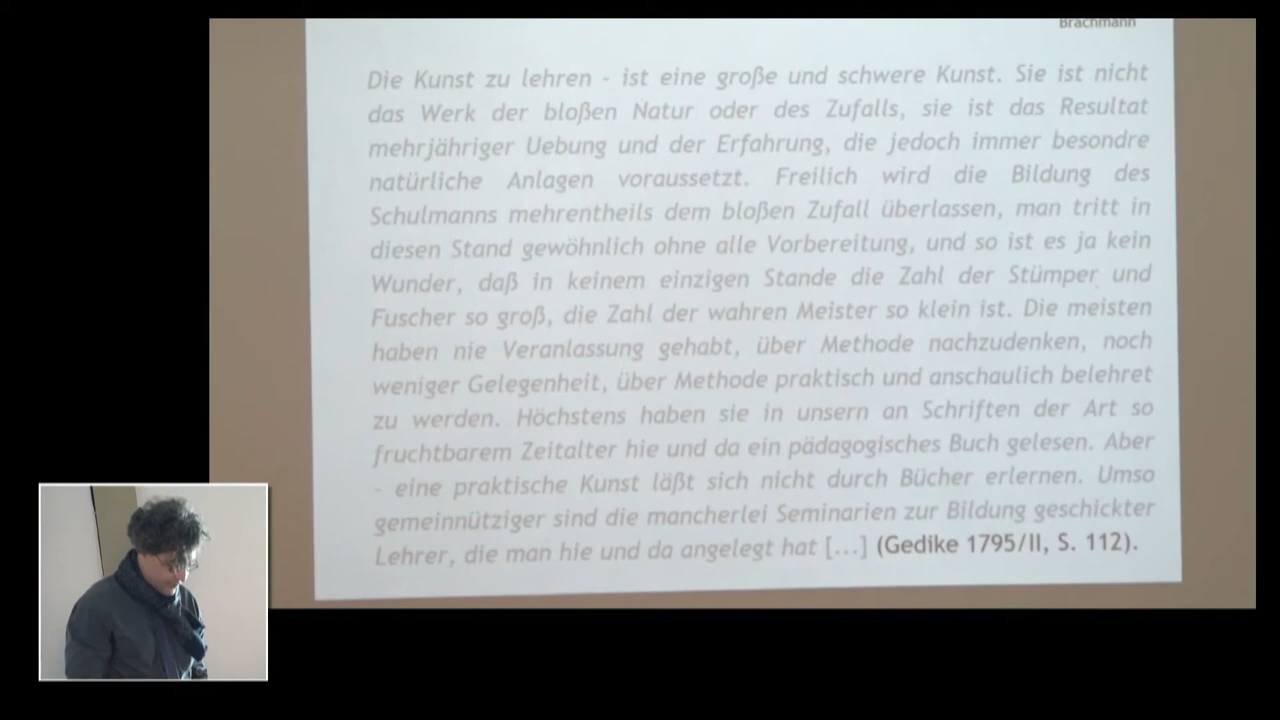 Brachmann
Die Kunst zu lehren - ist eine große und schwere Kunst. Sie ist nicht
das Werk der bloßen Natur oder des Zufalls, sie ist das Resultat
mehrjähriger Uebung und der Erfahrung, die jedoch immer besondre
natürliche Anlagen voraussetzt. Freilich wird die Bildung des
Schulmanns mehrentheils dem bloßen Zufall überlassen, man tritt in
diesen Stand gewöhnlich ohne alle Vorbereitung, und so ist es ja kein
Wunder, daß in keinem einzigen Stande die Zahl der Stümper und
Fuscher so groß, die Zahl der wahren Meister so klein ist. Die meisten
haben nie Veranlassung gehabt, über Methode nachzudenken, noch
weniger Gelegenheit, über Methode praktisch und anschaulich belehret
zu werden. Höchstens haben sie in unsern an Schriften der Art so
fruchtbarem Zeitalter hie und da ein pädagogisches Buch gelesen. Aber
- eine praktische Kunst läßt sich nicht durch Bücher erlernen. Umso
gemeinnütziger sind die mancherlei Seminarien zur Bildung geschickter
Lehrer, die man hie und da angelegt hat [...] (Gedike 1795/II, S. 112).